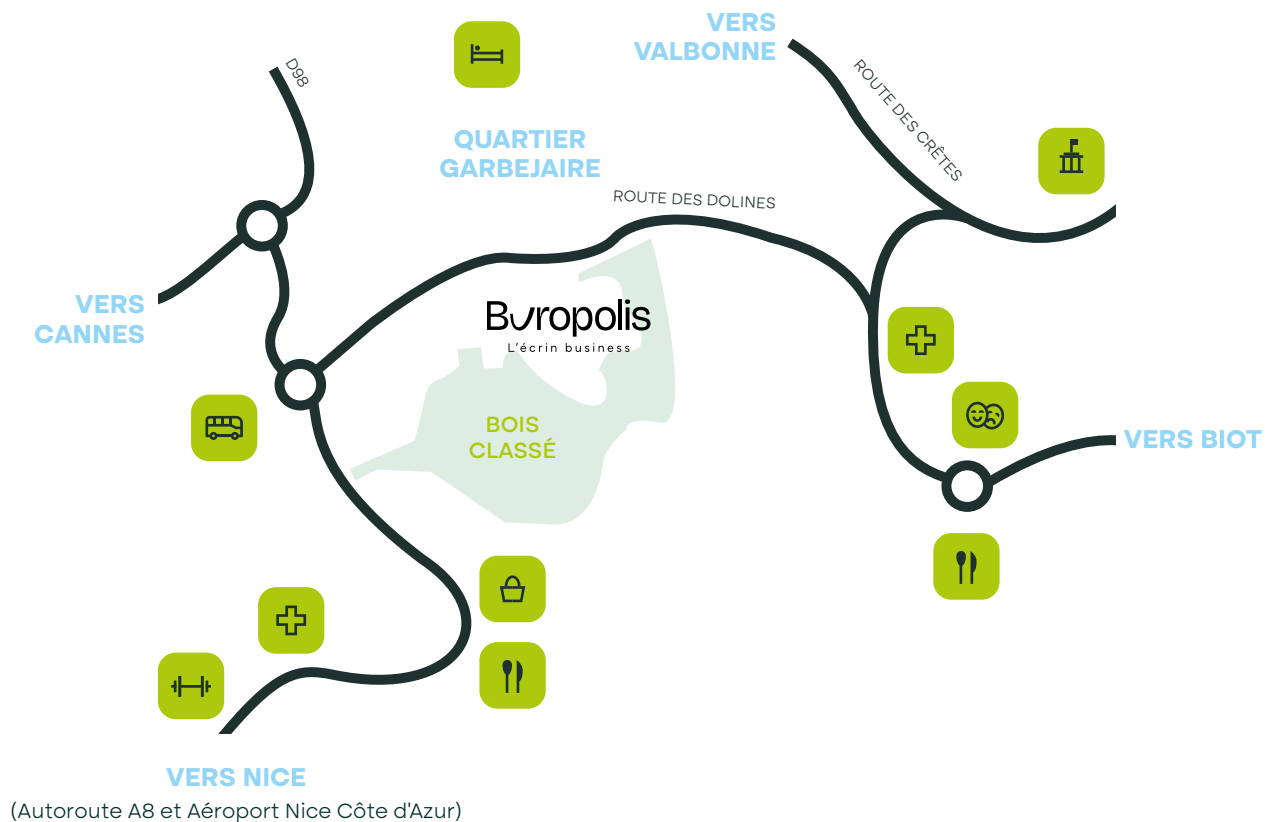 VERS
VALBONNE
D98
ROUTE DES CRÊTES
QUARTIER
GARBEJAIRE
ROUTE DES DOLINES
VERS
CANNES
Buropolis
L'écrin business
BOIS
CLASSÉ
VERS BIOT
VERS NICE
(Autoroute A8 et Aéroport Nice Côte d'Azur)